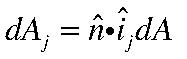 dA_j = n̂•î_j dA